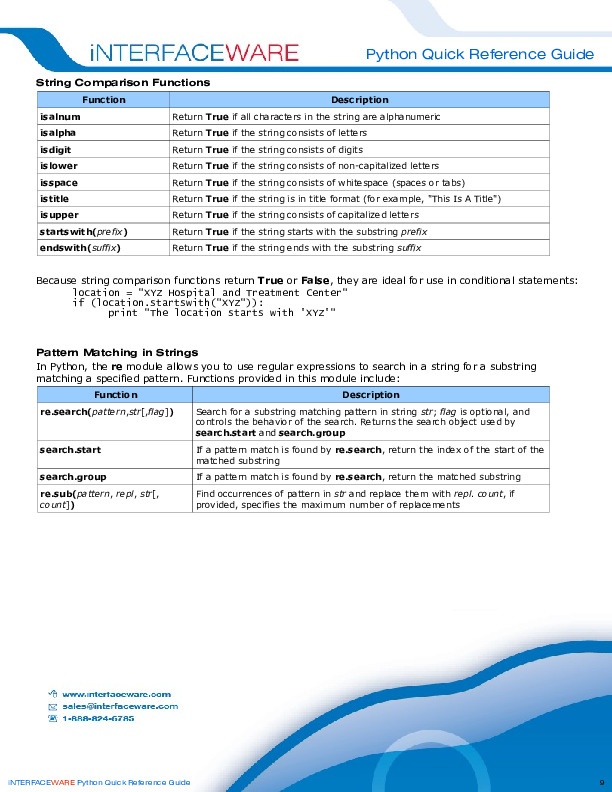 iNTERFACEWARE
Python Quick Reference Guide
String Comparison Functions
Function Description
isalnum Return True if all characters in the string are alphanumeric
isalpha Return True if the string consists of letters
isdigit Return True if the string consists of digits
islower Return True if the string consists of non-capitalized letters
isspace Return True if the string consists of whitespace (spaces or tabs)
istitle Return True if the string is in title format (for example, "This Is A Title")
isupper Return True if the string consists of capitalized letters
startswith(prefix) Return True if the string starts with the substring prefix
endswith(suffix) Return True if the string ends with the substring suffix
Because string comparison functions return True or False, they are ideal for use in conditional statements:
location = "XYZ Hospital and Treatment Center"
if (location.startswith("XYZ")):
print "The location starts with 'XYZ'"
Pattern Matching in Strings
In Python, the re module allows you to use regular expressions to search in a string for a substring
matching a specified pattern. Functions provided in this module include:
Function Description
re.search(pattern,str[,flag]) Search for a substring matching pattern in string str; flag is optional, and
controls the behavior of the search. Returns the search object used by
search.start and search.group
search.start If a pattern match is found by re.search, return the index of the start of the
matched substring
search.group If a pattern match is found by re.search, return the matched substring
re.sub(pattern, repl, str[, Find occurrences of pattern in str and replace them with repl. count, if
count]) provided, specifies the maximum number of replacements
www.interfaceware.com
sales@interfaceware.com
1-888-824-6785
iNTERFACEWARE Python Quick Reference Guide 9